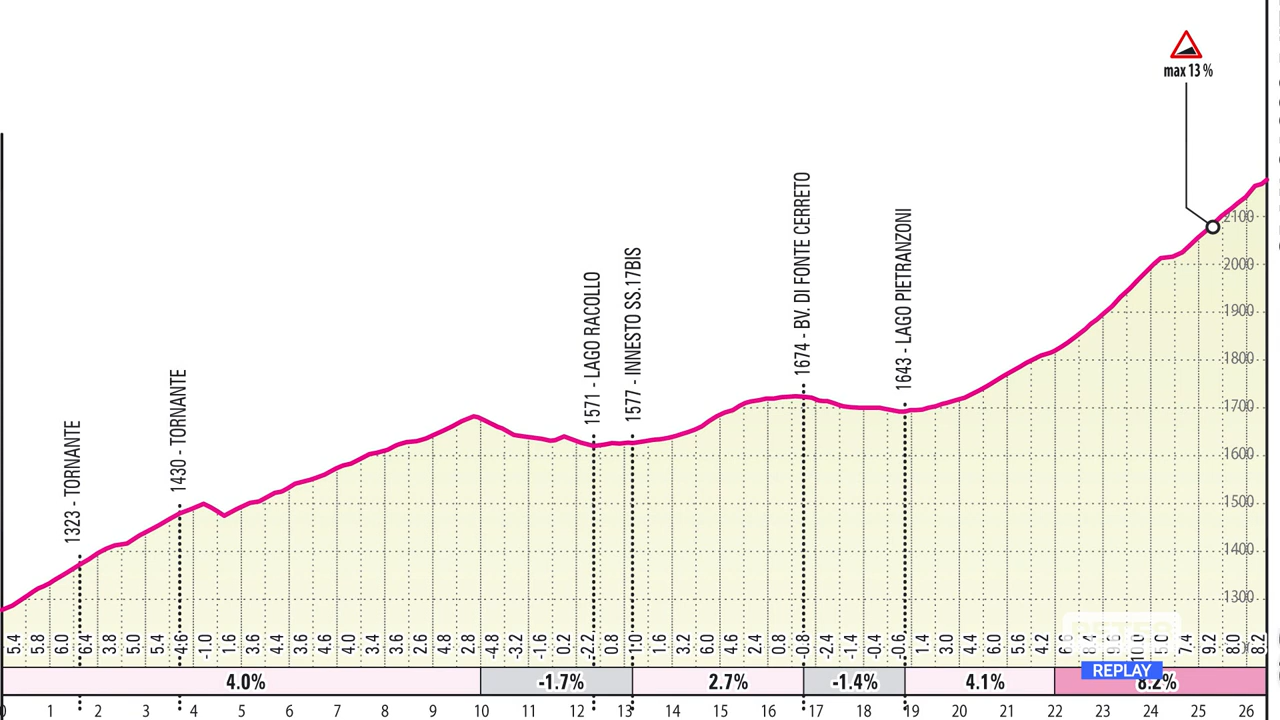 max 13 %
1323 - TORNANTE
1430 - TORNANTE
1571 - LAGO RACOLLO
1577 - INNESTO SS.17BIS
1674 - BV. DI FONTE CERRETO
1643 - LAGO PIETRANZONI
2100
2000
1900
1800
1700
1600
1500
1400
1300
5.4 5.8 6.0 6.4 3.8 5.4 4.6 -1.0 1.6 3.6 4.4 3.6 4.6 4.0 3.4 3.6 2.6 4.4 2.8 -4.8 -3.2 -1.6 0.2 -2.2 0.8 1.0 1.6 3.2 6.0 4.6 2.4 0.8 -0.8 -2.4 -1.4 -0.4 -0.6 1.4 3.4 6.0 5.6 4.2 8.4 7.4 9.2 8.0 8.2
REPLAY
4.0% -1.7% 2.7% -1.4% 4.1% 8.2%
0 1 2 3 4 5 6 7 8 9 10 11 12 13 14 15 16 17 18 19 20 21 22 23 24 25 26